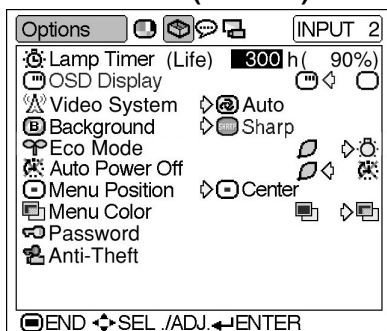 Options INPUT 2
Lamp Timer (Life) 300 h ( 90%)
OSD Display
Video System Auto
B Background SHARP Sharp
Eco Mode
Auto Power Off
Menu Position Center
Menu Color
Password
Anti-Theft
END SEL./ADJ. ENTER